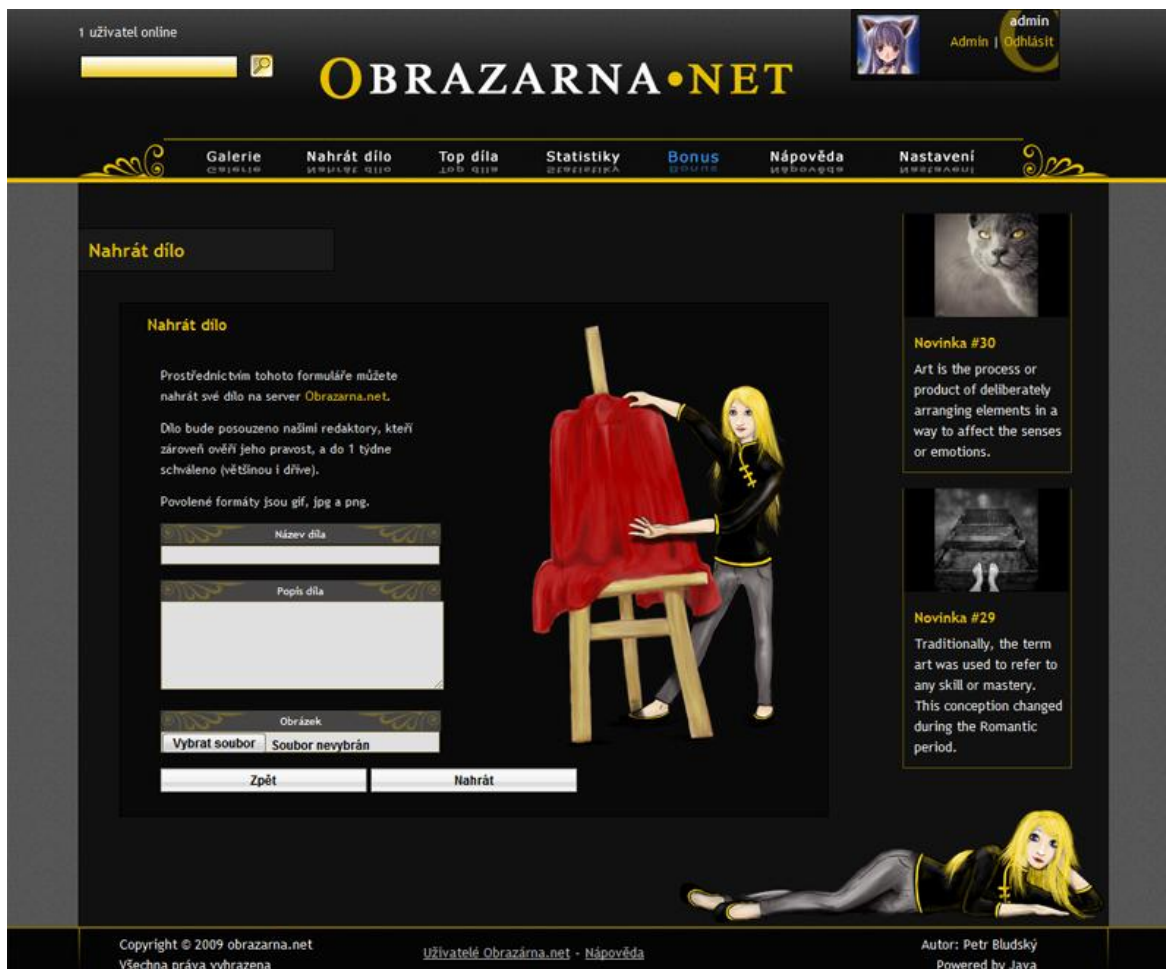 1 uživatel online
admin
Admin | Odhlásit
OBRAZARNA•NET
Galerie Nahrát dílo Top díla Statistiky Bonus Nápověda Nastavení
Nahrát dílo
Nahrát dílo
Prostřednictvím tohoto formuláře můžete
nahrát své dílo na server Obrazarna.net.
Dílo bude posouzeno našimi redaktory, kteří
zároveň ověří jeho pravost, a do 1 týdne
schváleno (většinou i dříve).
Povolené formáty jsou gif, jpg a png.
Název díla
Popis díla
Obrázek
Vybrat soubor Soubor nevybrán
Zpět Nahrát
Novinka #30
Art is the process or
product of deliberately
arranging elements in a
way to affect the senses
or emotions.
Novinka #29
Traditionally, the term
art was used to refer to
any skill or mastery.
This conception changed
during the Romantic
period.
Copyright © 2009 obrazarna.net
Všechna práva vyhrazena
Uživatelé Obrazárna.net - Nápověda
Autor: Petr Bludský
Powered by Java